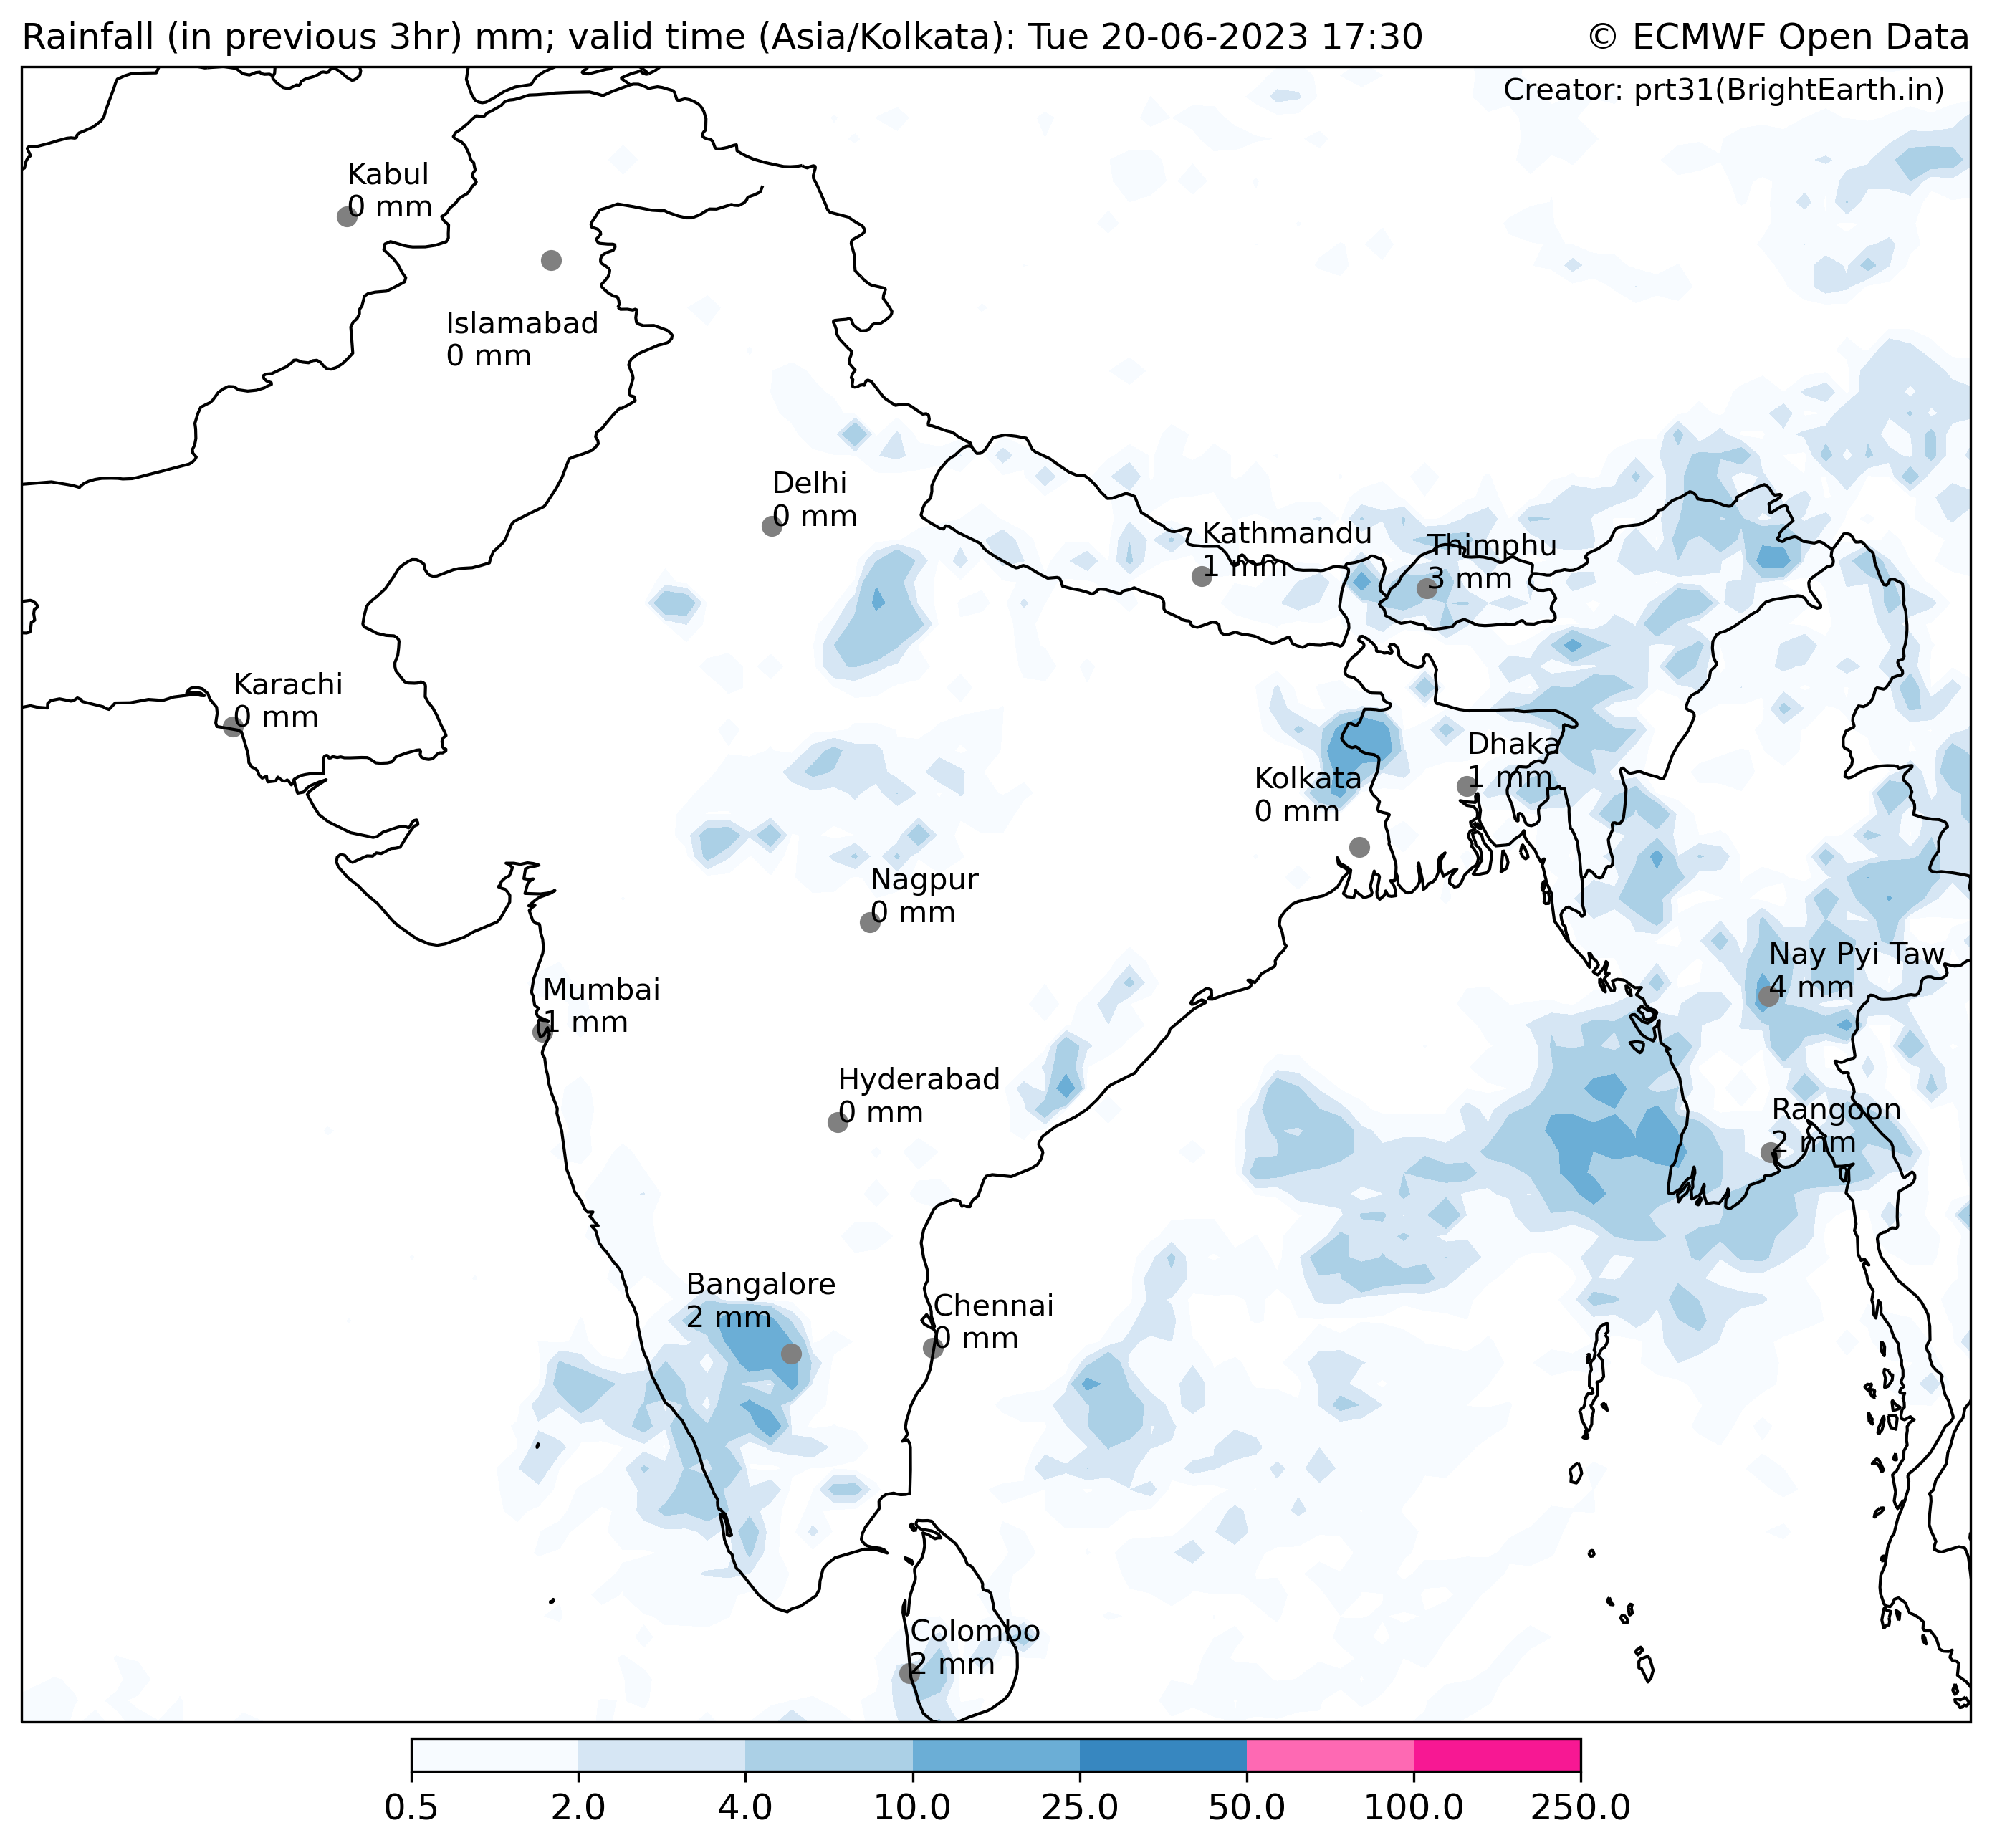 Rainfall (in previous 3hr) mm; valid time (Asia/Kolkata): Tue 20-06-2023 17:30
© ECMWF Open Data
Creator: prt31(BrightEarth.in)
Kabul
0 mm
Islamabad
0 mm
Delhi
0 mm
Kathmandu
1 mm
Thimphu
3 mm
Karachi
0 mm
Dhaka
1 mm
Kolkata
0 mm
Nagpur
0 mm
Nay Pyi Taw
4 mm
Mumbai
1 mm
Hyderabad
0 mm
Rangoon
2 mm
Bangalore
2 mm
Chennai
0 mm
Colombo
2 mm
0.5 2.0 4.0 10.0 25.0 50.0 100.0 250.0